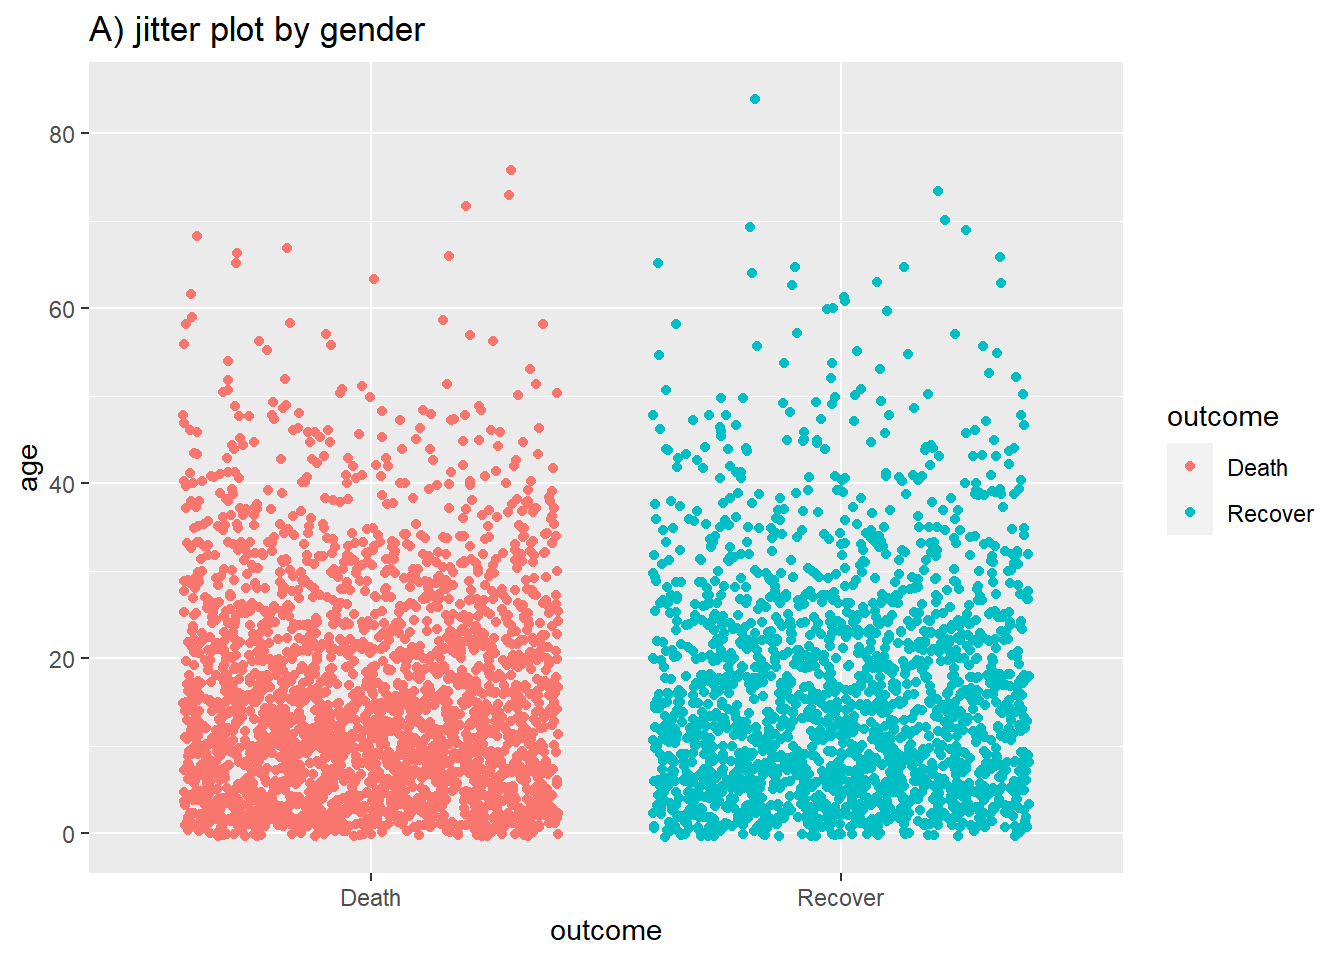 A) jitter plot by gender
age
80
60
40
20
0
Death
Recover
outcome
outcome
Death
Recover